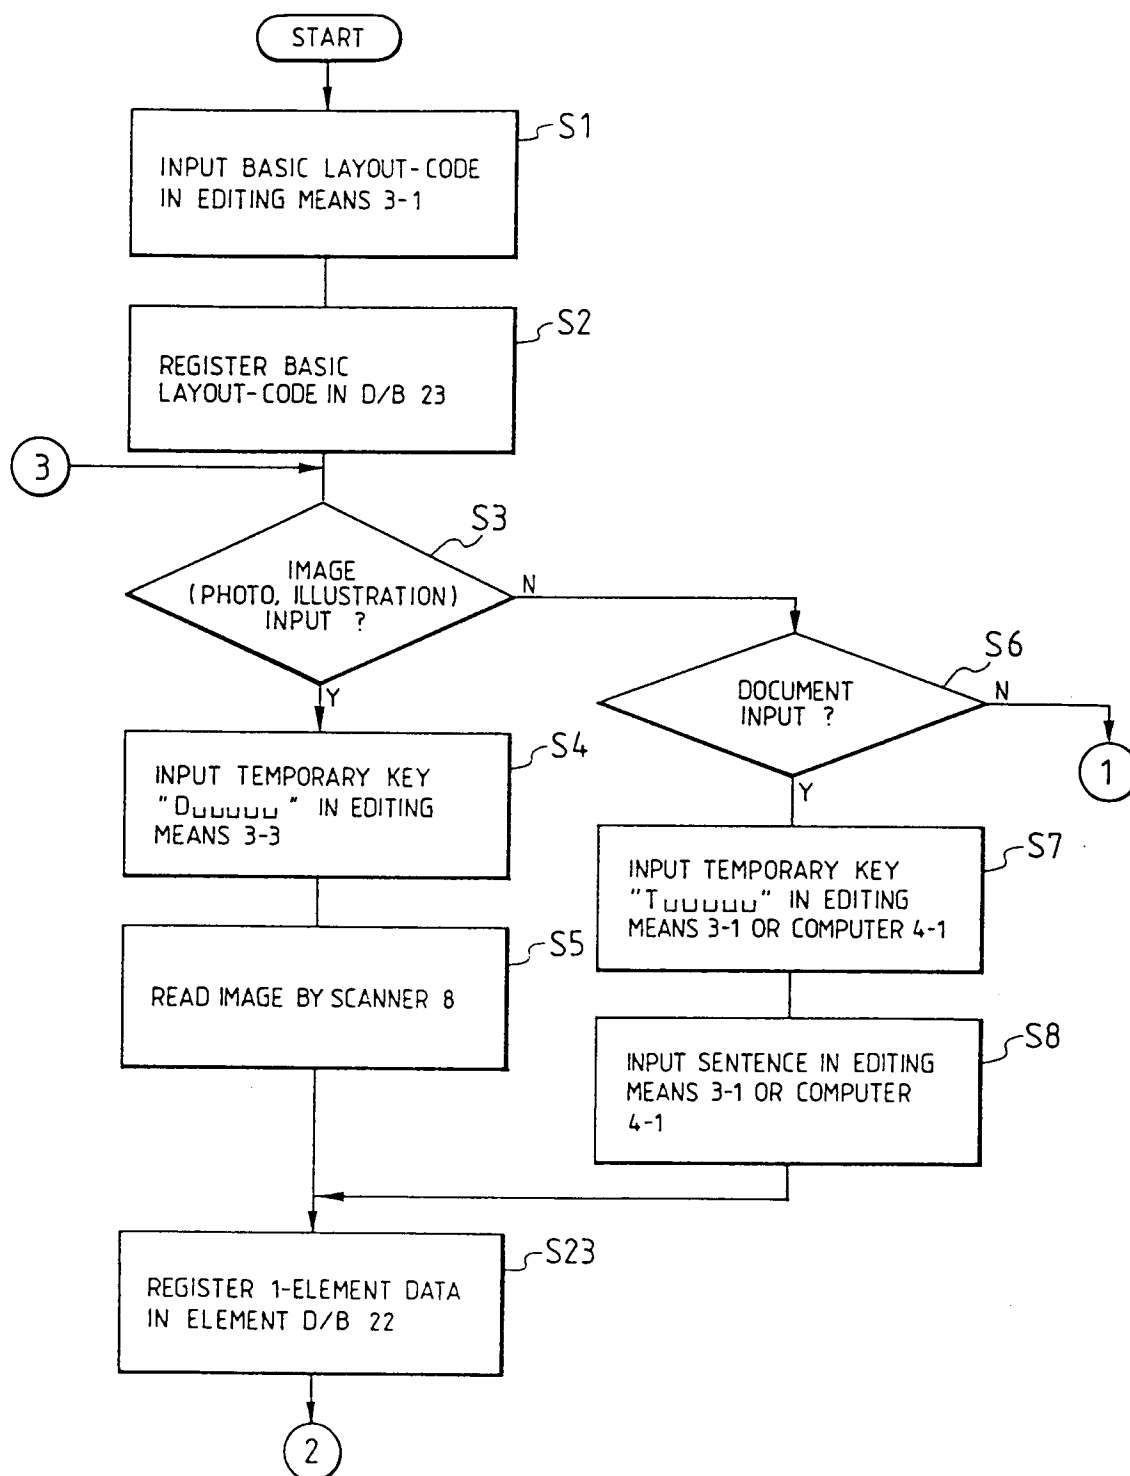 START
S1
INPUT BASIC LAYOUT-CODE
IN EDITING MEANS 3-1
S2
REGISTER BASIC
LAYOUT-CODE IN D/B 23
3
S3
IMAGE
(PHOTO, ILLUSTRATION)
INPUT ?
N
Y
S6
DOCUMENT
INPUT ?
N
Y
1
S4
INPUT TEMPORARY KEY
"D␣␣␣␣␣" IN EDITING
MEANS 3-3
S7
INPUT TEMPORARY KEY
"T␣␣␣␣␣" IN EDITING
MEANS 3-1 OR COMPUTER 4-1
S5
READ IMAGE BY SCANNER 8
S8
INPUT SENTENCE IN EDITING
MEANS 3-1 OR COMPUTER
4-1
S23
REGISTER 1-ELEMENT DATA
IN ELEMENT D/B 22
2